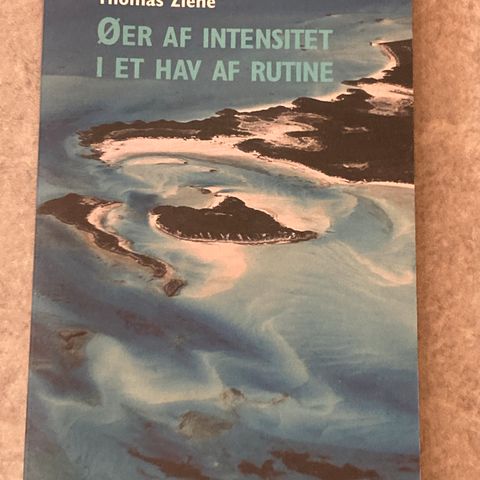 Thomas Ziehe
ØER AF INTENSITET
I ET HAV AF RUTINE